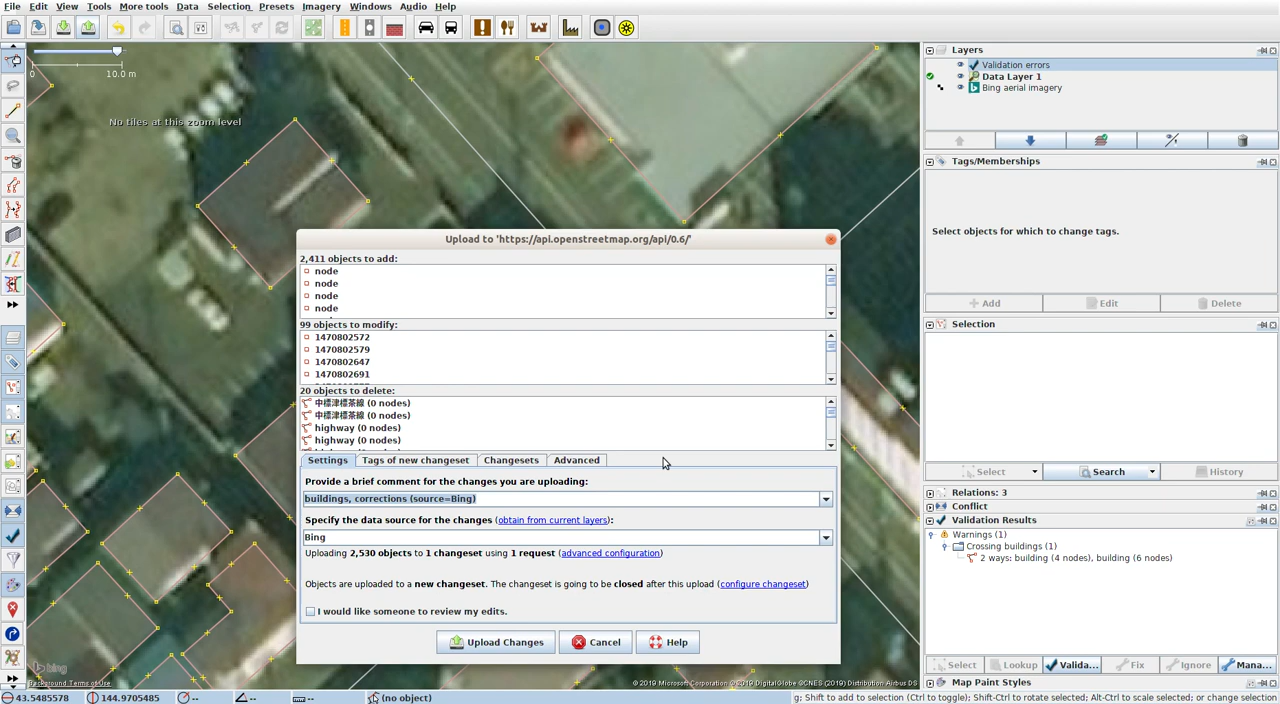 File Edit View Tools More tools Data Selection Presets Imagery Windows Audio Help
0
10.0 m
No tiles at this zoom level
Upload to 'https://api.openstreetmap.org/api/0.6/'
2,411 objects to add:
node
node
node
node
99 objects to modify:
1470802572
1470802579
1470802647
1470802691
20 objects to delete:
中標津標茶線 (0 nodes)
中標津標茶線 (0 nodes)
highway (0 nodes)
highway (0 nodes)
Settings Tags of new changeset Changesets Advanced
Provide a brief comment for the changes you are uploading:
buildings, corrections (source=Bing)
Specify the data source for the changes (obtain from current layers):
Bing
Uploading 2,530 objects to 1 changeset using 1 request (advanced configuration)
Objects are uploaded to a new changeset. The changeset is going to be closed after this upload (configure changeset)
I would like someone to review my edits.
Upload Changes Cancel Help
Layers
Validation errors
Data Layer 1
Bing aerial imagery
Tags/Memberships
Select objects for which to change tags.
Add Edit Delete
Selection
Select Search History
Relations: 3
Conflict
Validation Results
Warnings (1)
Crossing buildings (1)
2 ways: building (4 nodes), building (6 nodes)
Select Lookup Valida... Fix Ignore Mana...
Map Paint Styles
bing
Background Terms of Use
© 2019 Microsoft Corporation © 2019 DigitalGlobe ©CNES (2019) Distribution Airbus DS
43.5485578 144.9705485 -- -- -- (no object)
g; Shift to add to selection (Ctrl to toggle); Shift-Ctrl to rotate selected; Alt-Ctrl to scale selected; or change selection